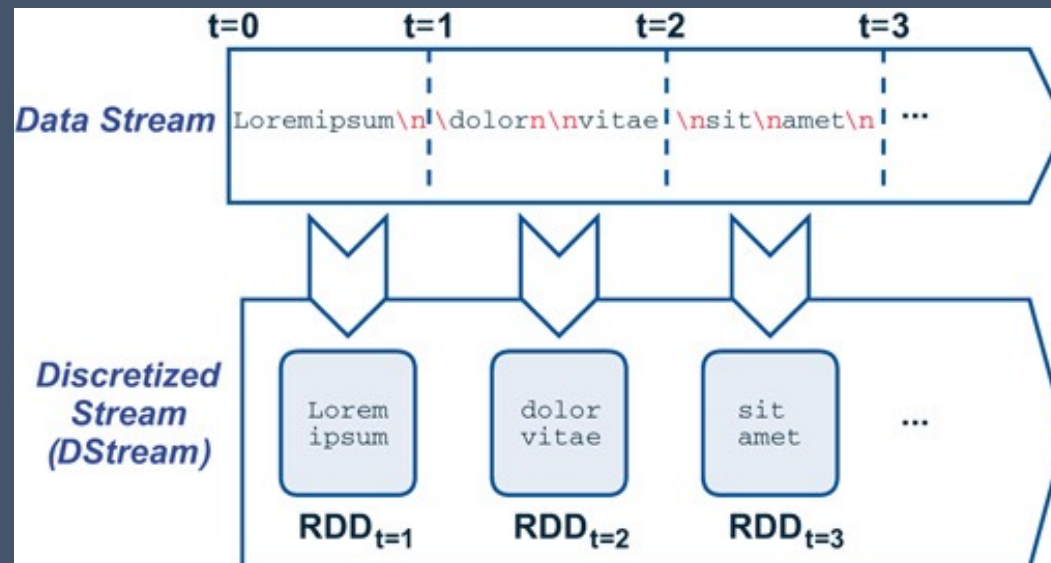 t=0 t=1 t=2 t=3
Data Stream Loremipsum\n \dolorn\nvitae \nsit\namet\n ...
Discretized
Stream
(DStream)
Lorem
ipsum
dolor
vitae
sit
amet
...
RDDt=1 RDDt=2 RDDt=3